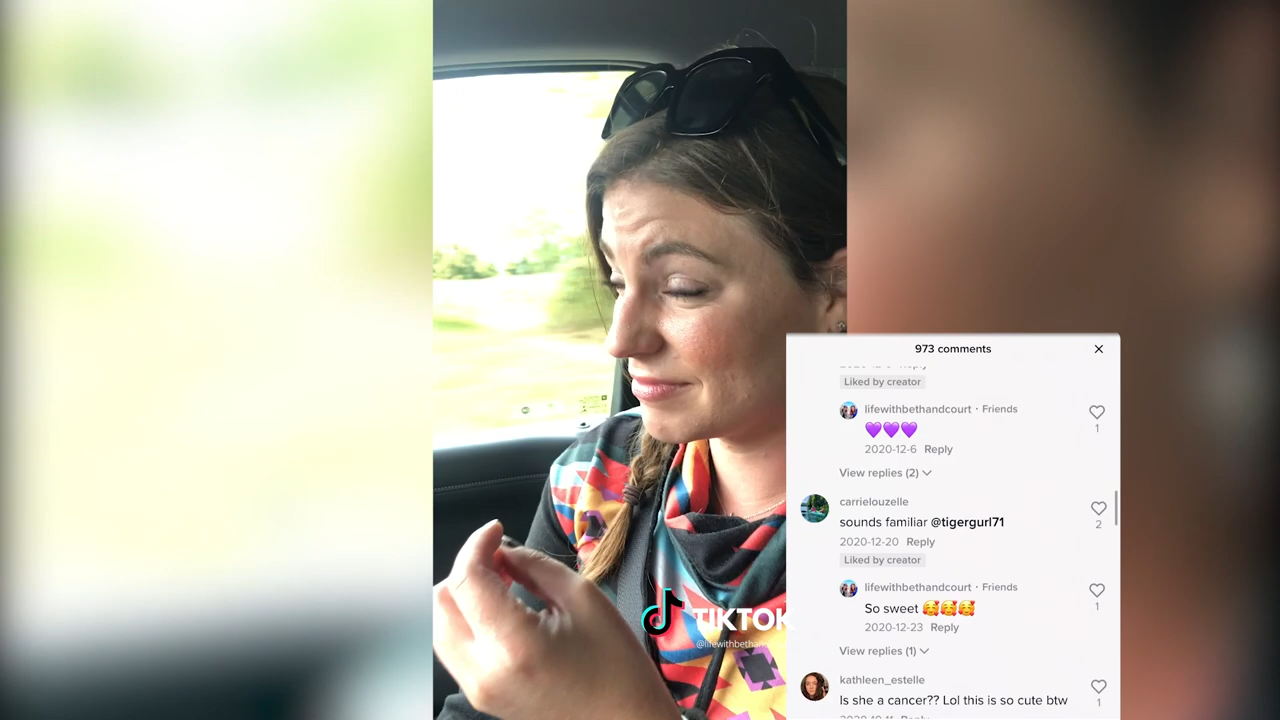 973 comments
Liked by creator
lifewithbethandcourt · Friends
💜💜💜
1
2020-12-6 Reply
View replies (2)
carrielouzelle
sounds familiar @tigergurl71
2
2020-12-20 Reply
Liked by creator
lifewithbethandcourt · Friends
So sweet 🥰🥰🥰
1
2020-12-23 Reply
TIKTOK
View replies (1)
kathleen_estelle
Is she a cancer?? Lol this is so cute btw
1